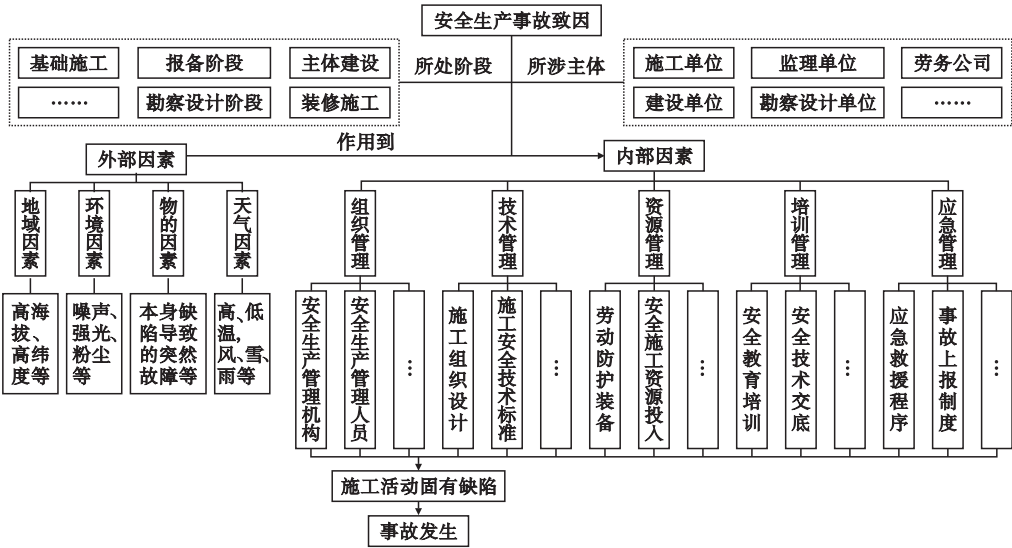 安全生产事故致因
基础施工
报备阶段
主体建设
……
勘察设计阶段
装修施工
所处阶段
所涉主体
施工单位
监理单位
劳务公司
建设单位
勘察设计单位
……
作用到
外部因素
内部因素
地域因素
环境因素
物的因素
天气因素
组织管理
技术管理
资源管理
培训管理
应急管理
高海
拔、
高纬
度等
噪声、
强光、
粉尘
等
本身缺
陷导致
的突然
故障等
高、低
温,
风、雪、
雨等
安全生产管理机构
安全生产管理人员
…
施工组织设计
施工安全技术标准
…
劳动防护装备
安全施工资源投入
…
安全教育培训
安全技术交底
…
应急救援程序
事故上报制度
…
施工活动固有缺陷
事故发生